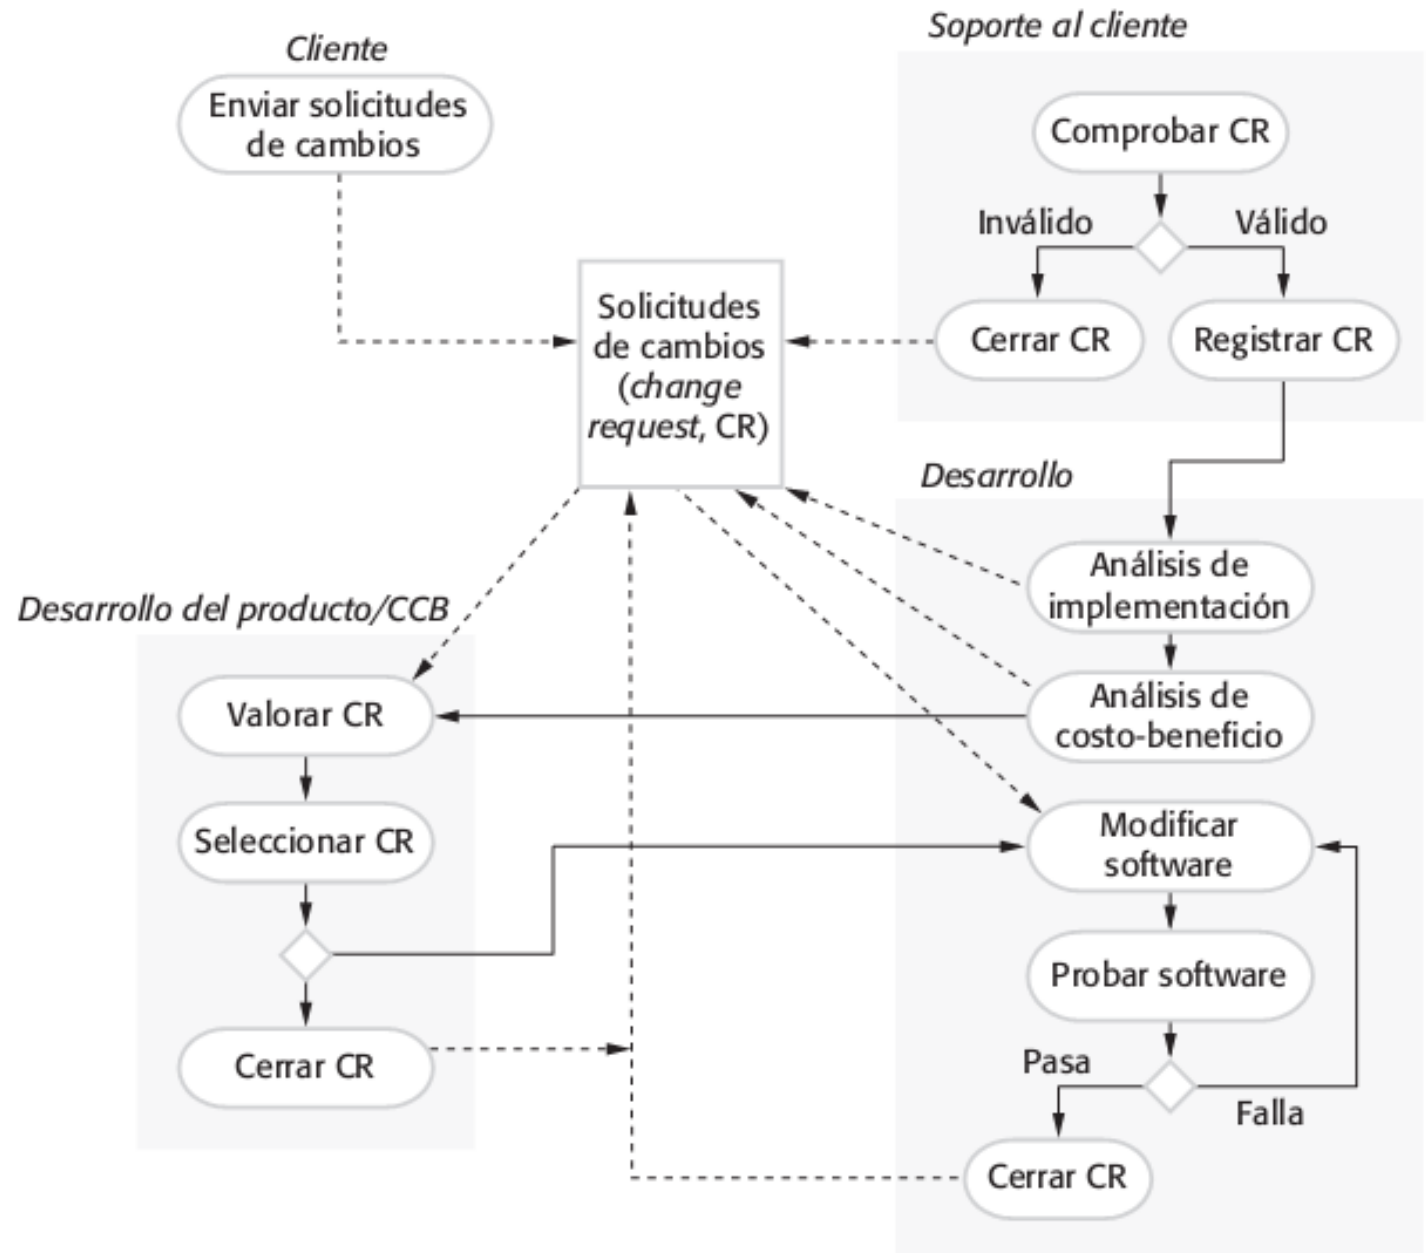 Cliente
Enviar solicitudes
de cambios
Soporte al cliente
Comprobar CR
Inválido
Válido
Cerrar CR
Registrar CR
Solicitudes
de cambios
(change
request, CR)
Desarrollo
Análisis de
implementación
Análisis de
costo-beneficio
Modificar
software
Probar software
Pasa
Falla
Cerrar CR
Desarrollo del producto/CCB
Valorar CR
Seleccionar CR
Cerrar CR